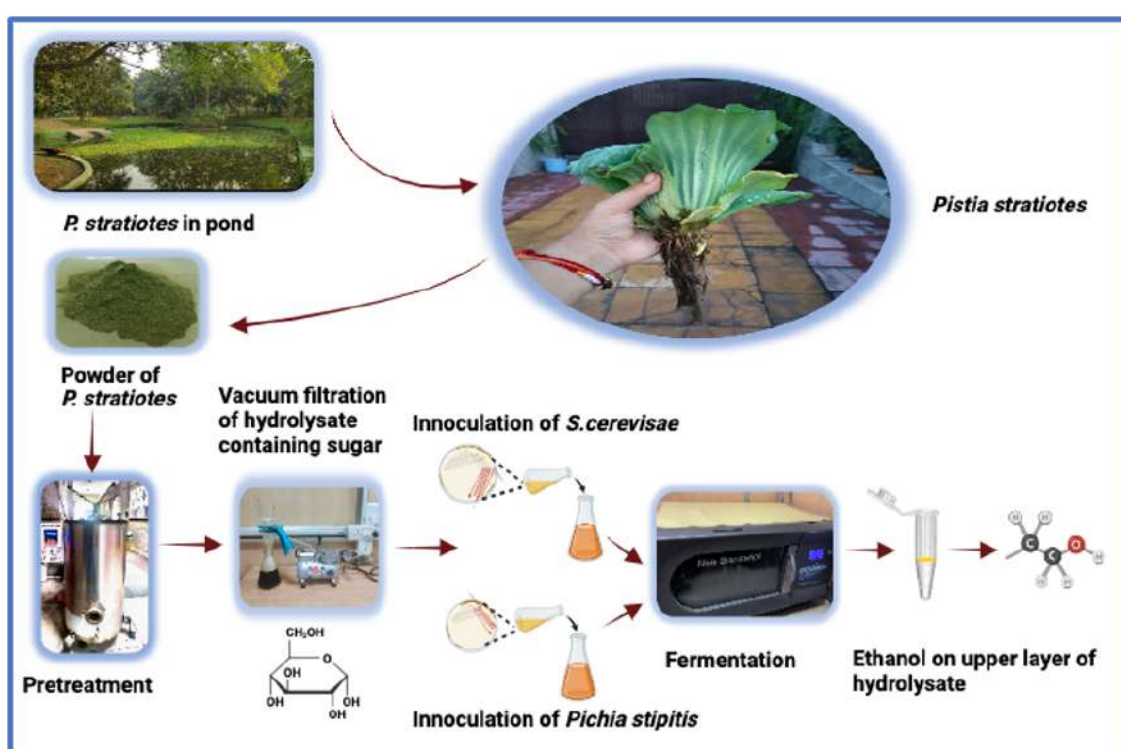 P. stratiotes in pond
Pistia stratiotes
Powder of
P. stratiotes
Vacuum filtration
of hydrolysate
containing sugar
Innoculation of S.cerevisae
Pretreatment
CH₂OH
O
OH
OH
OH
OH
Innoculation of Pichia stipitis
Fermentation
H
H
C
C
O
H
H
H
Ethanol on upper layer of
hydrolysate